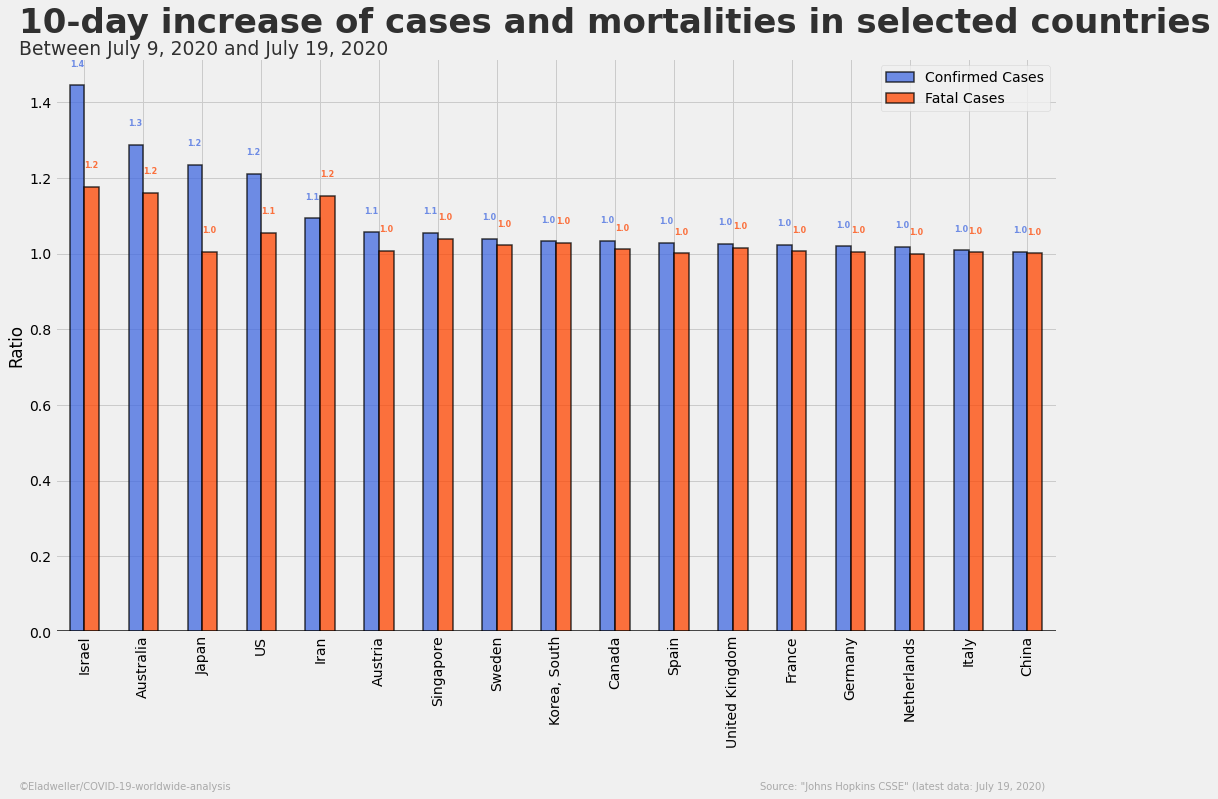 10-day increase of cases and mortalities in selected countries
Between July 9, 2020 and July 19, 2020
Confirmed Cases
Fatal Cases
Ratio
1.4
1.2
1.0
0.8
0.6
0.4
0.2
0.0
1.4 1.2 1.3 1.2 1.2 1.0 1.2 1.1 1.1 1.2 1.1 1.0 1.1 1.0 1.0 1.0 1.0 1.0 1.0 1.0 1.0 1.0 1.0 1.0 1.0 1.0 1.0 1.0 1.0 1.0 1.0 1.0 1.0 1.0
Israel
Australia
Japan
US
Iran
Austria
Singapore
Sweden
Korea, South
Canada
Spain
United Kingdom
France
Germany
Netherlands
Italy
China
©Eladweller/COVID-19-worldwide-analysis
Source: "Johns Hopkins CSSE" (latest data: July 19, 2020)